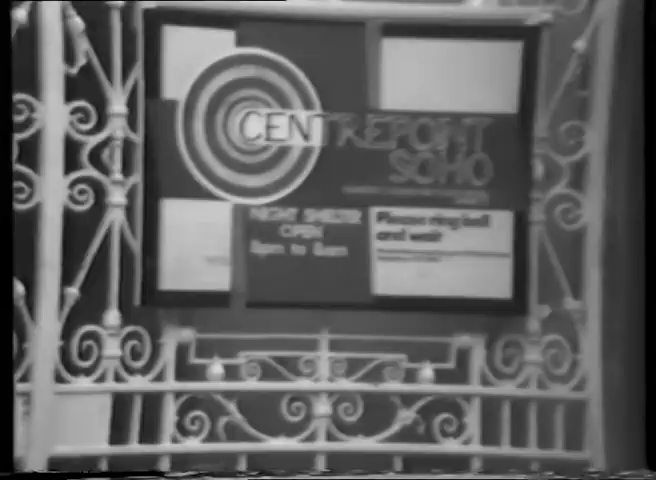 CENTREPOINT
SOHO
NIGHT SHELTER
OPEN
8pm to 8am
Please ring bell
and wait